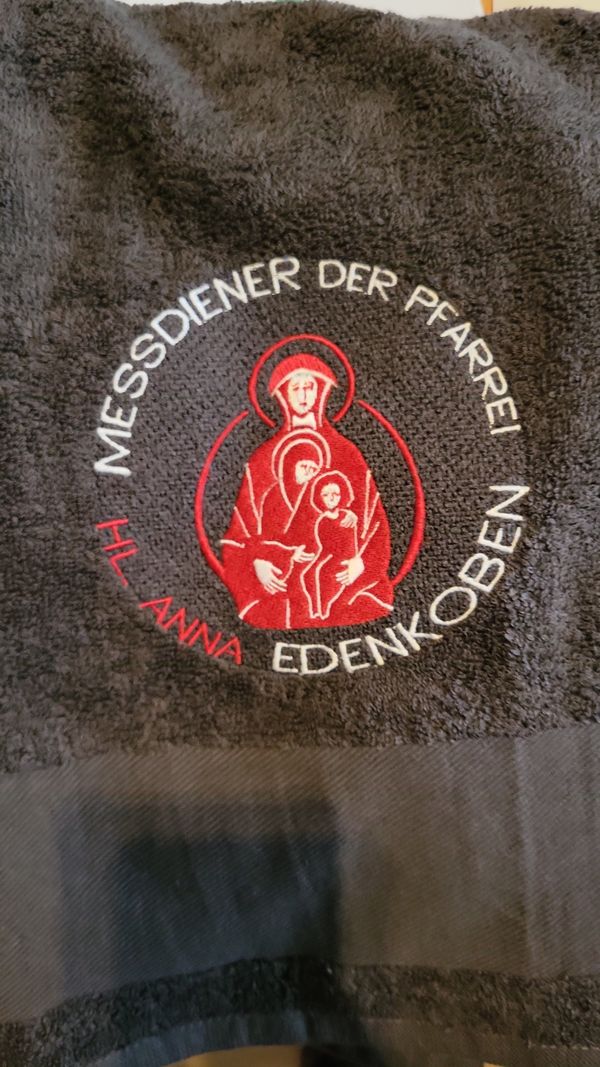 MESSDIENER DER PFARREI
HL. ANNA EDENKOBEN